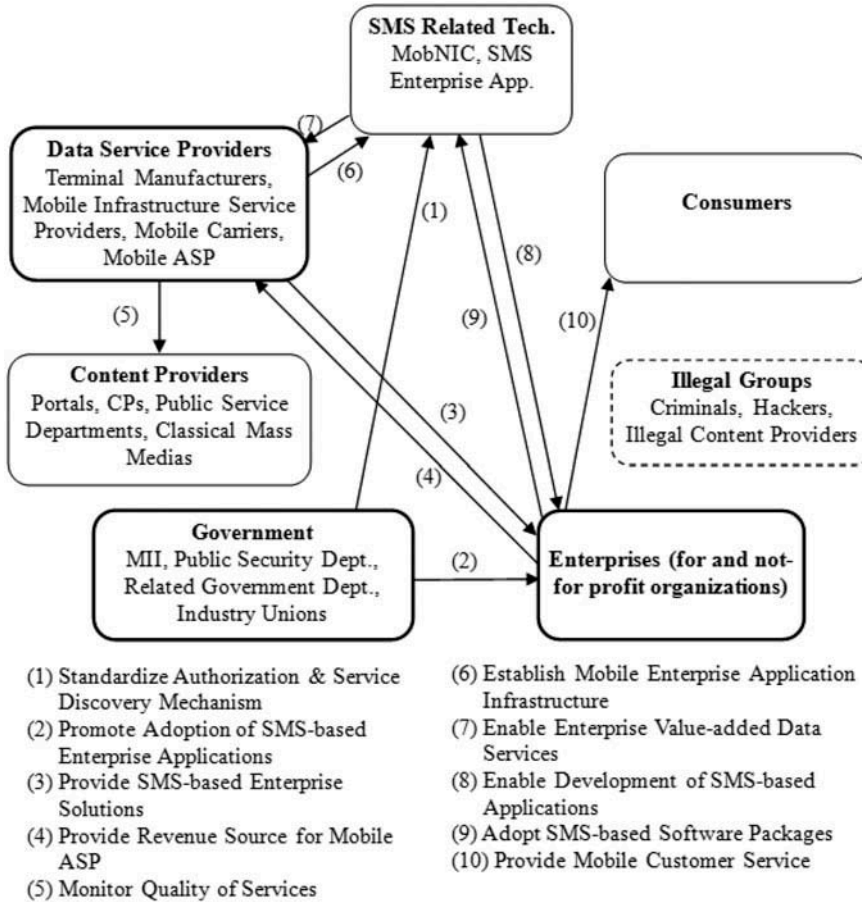 SMS Related Tech.
MobNIC, SMS
Enterprise App.
(7)
Data Service Providers
Terminal Manufacturers,
Mobile Infrastructure Service
Providers, Mobile Carriers,
Mobile ASP
(6)
(1)
Consumers
(8)
(5)
(9)
(10)
Content Providers
Portals, CPs, Public Service
Departments, Classical Mass
Medias
(3)
(4)
Illegal Groups
Criminals, Hackers,
Illegal Content Providers
Government
MII, Public Security Dept.,
Related Government Dept.,
Industry Unions
(2)
Enterprises (for and not-
for profit organizations)
(1) Standardize Authorization & Service
Discovery Mechanism
(2) Promote Adoption of SMS-based
Enterprise Applications
(3) Provide SMS-based Enterprise
Solutions
(4) Provide Revenue Source for Mobile
ASP
(5) Monitor Quality of Services
(6) Establish Mobile Enterprise Application
Infrastructure
(7) Enable Enterprise Value-added Data
Services
(8) Enable Development of SMS-based
Applications
(9) Adopt SMS-based Software Packages
(10) Provide Mobile Customer Service